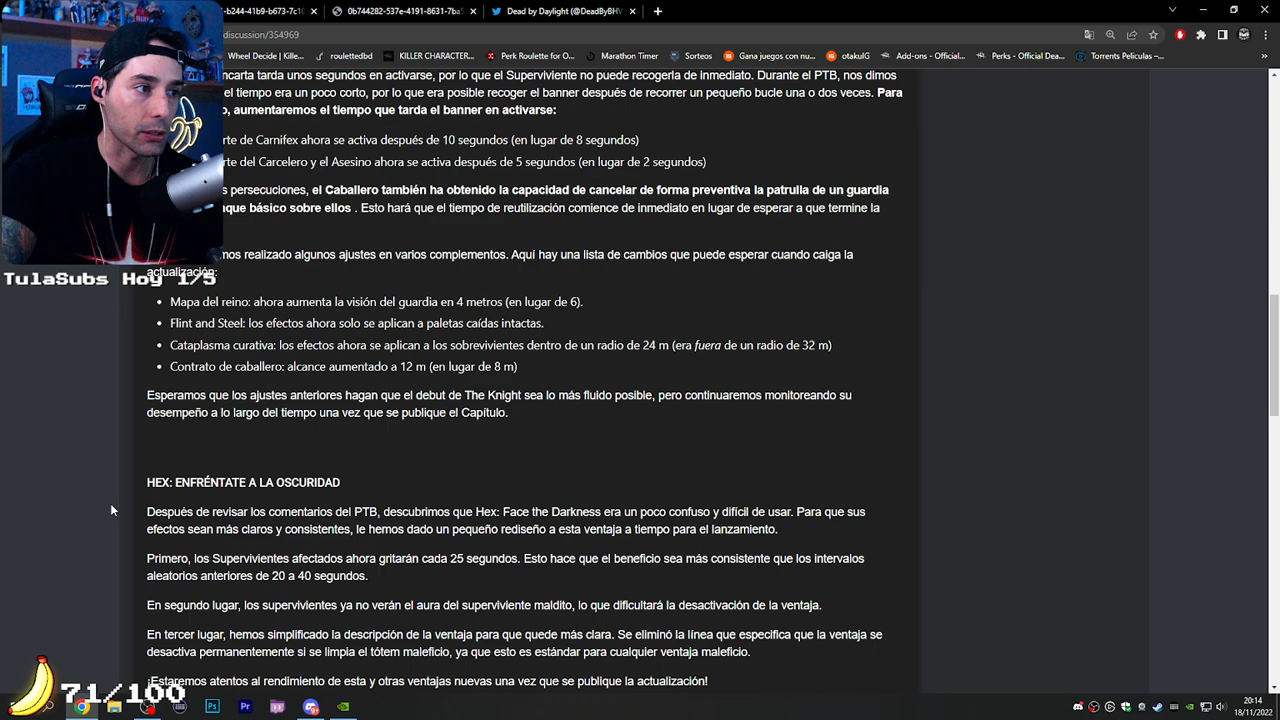 -b244-41b9-b673-7c10
0b744282-537e-4191-8631-7ba5
Dead by Daylight (@DeadByBHV
discussion/354969
Wheel Decide | Kille...
roulettedbd
KILLER CHARACTER...
Perk Roulette for O...
Marathon Timer
Sorteos
Gana juegos con nu...
otakulG
Add-ons - Official...
Perks - Official Dea...
Torrents Películas -...
ncarta tarda unos segundos en activarse, por lo que el Superviviente no puede recogerla de inmediato. Durante el PTB, nos dimos
el tiempo era un poco corto, por lo que era posible recoger el banner después de recorrer un pequeño bucle una o dos veces. Para
o, aumentaremos el tiempo que tarda el banner en activarse:
rte de Carnifex ahora se activa después de 10 segundos (en lugar de 8 segundos)
rte del Carcelero y el Asesino ahora se activa después de 5 segundos (en lugar de 2 segundos)
s persecuciones, el Caballero también ha obtenido la capacidad de cancelar de forma preventiva la patrulla de un guardia
que básico sobre ellos . Esto hará que el tiempo de reutilización comience de inmediato en lugar de esperar a que termine la
mos realizado algunos ajustes en varios complementos. Aquí hay una lista de cambios que puede esperar cuando caiga la
actualización:
TulaSubs Hoy 1/5
• Mapa del reino: ahora aumenta la visión del guardia en 4 metros (en lugar de 6).
• Flint and Steel: los efectos ahora solo se aplican a paletas caídas intactas.
• Cataplasma curativa: los efectos ahora se aplican a los sobrevivientes dentro de un radio de 24 m (era fuera de un radio de 32 m)
• Contrato de caballero: alcance aumentado a 12 m (en lugar de 8 m)
Esperamos que los ajustes anteriores hagan que el debut de The Knight sea lo más fluido posible, pero continuaremos monitoreando su
desempeño a lo largo del tiempo una vez que se publique el Capítulo.
HEX: ENFRÉNTATE A LA OSCURIDAD
Después de revisar los comentarios del PTB, descubrimos que Hex: Face the Darkness era un poco confuso y difícil de usar. Para que sus
efectos sean más claros y consistentes, le hemos dado un pequeño rediseño a esta ventaja a tiempo para el lanzamiento.
Primero, los Supervivientes afectados ahora gritarán cada 25 segundos. Esto hace que el beneficio sea más consistente que los intervalos
aleatorios anteriores de 20 a 40 segundos.
En segundo lugar, los supervivientes ya no verán el aura del superviviente maldito, lo que dificultará la desactivación de la ventaja.
En tercer lugar, hemos simplificado la descripción de la ventaja para que quede más clara. Se eliminó la línea que especifica que la ventaja se
desactiva permanentemente si se limpia el tótem maleficio, ya que esto es estándar para cualquier ventaja maleficio.
¡Estaremos atentos al rendimiento de esta y otras ventajas nuevas una vez que se publique la actualización!
71/100
20:14
18/11/2022